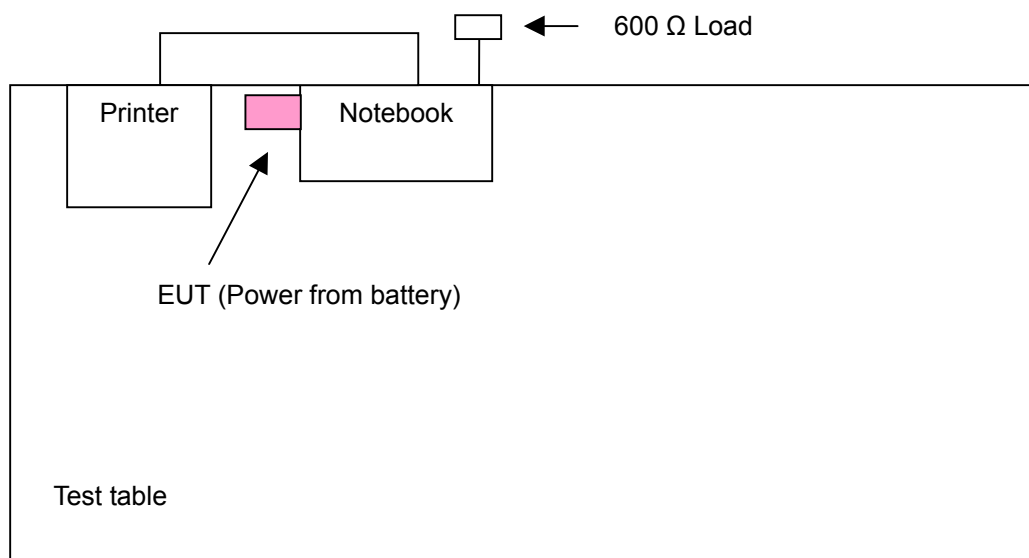 600 Ω Load
Printer
Notebook
EUT (Power from battery)
Test table